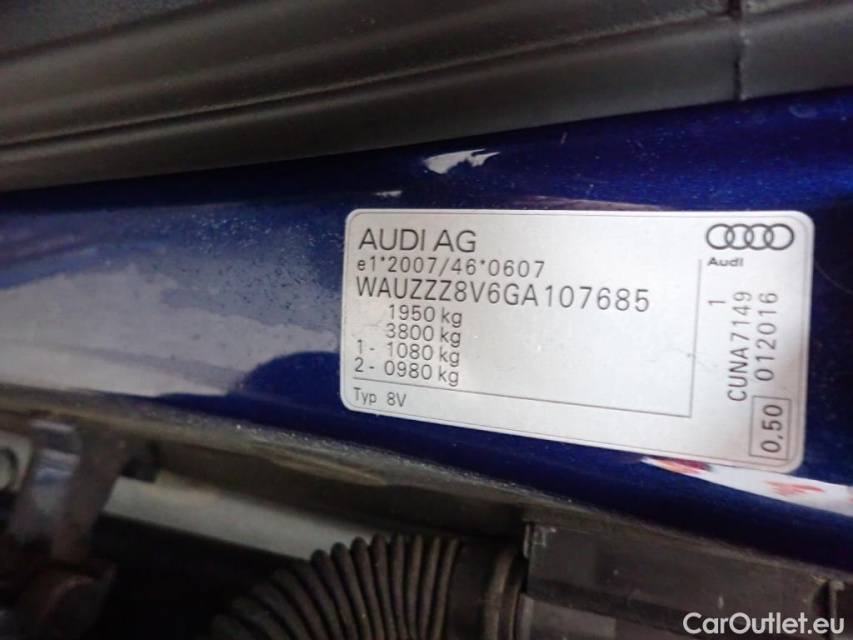 AUDI AG
e1*2007/46*0607
WAUZZZ8V6GA107685
1950 kg
3800 kg
1 - 1080 kg
2 - 0980 kg
Typ 8V
Audi
CUNA7149 1
012016
0.50
CarOutlet.eu